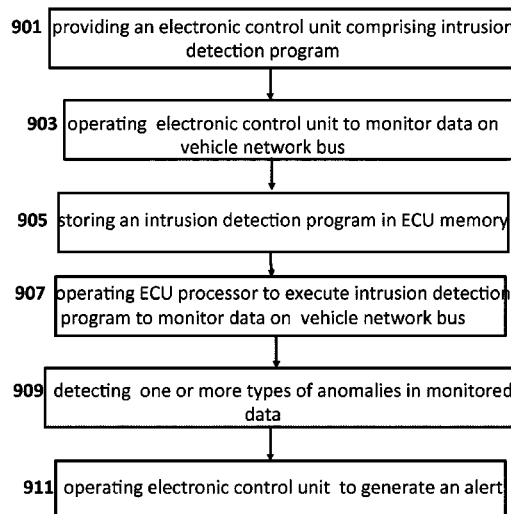 901 providing an electronic control unit comprising intrusion
detection program
903 operating electronic control unit to monitor data on
vehicle network bus
905 storing an intrusion detection program in ECU memory
907 operating ECU processor to execute intrusion detection
program to monitor data on vehicle network bus
909 detecting one or more types of anomalies in monitored
data
911 operating electronic control unit to generate an alert